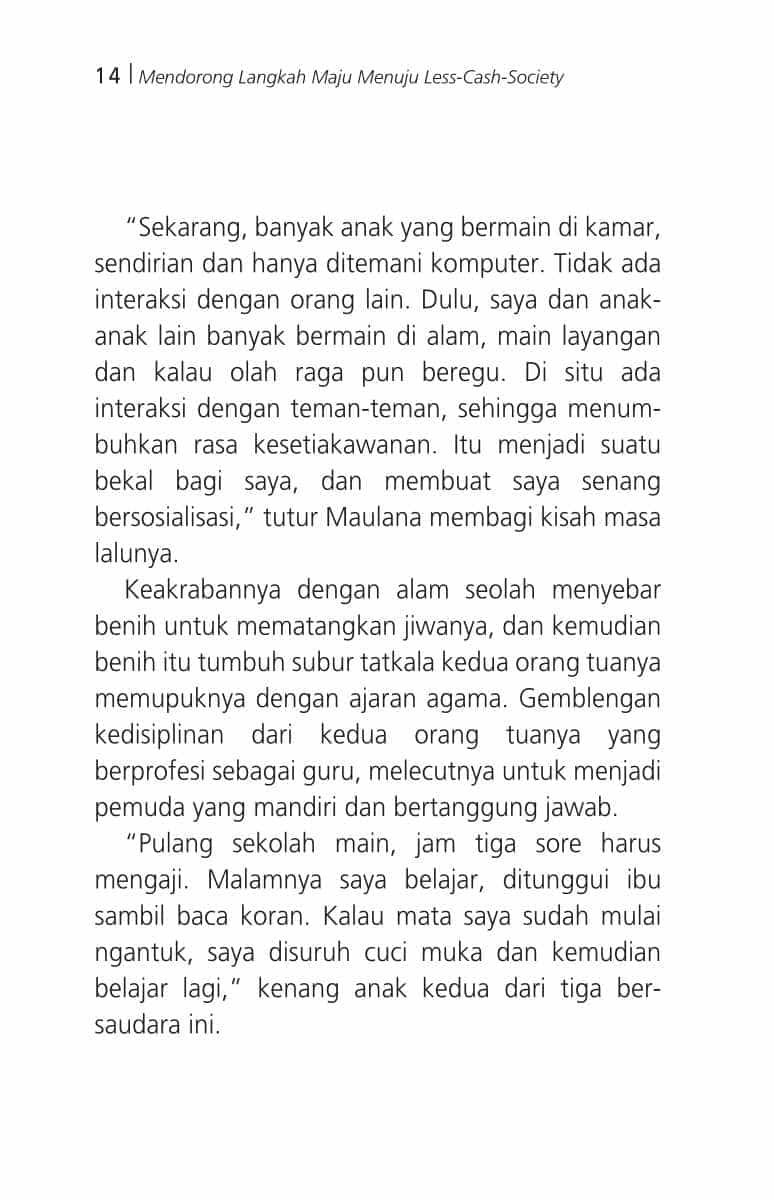 14 | Mendorong Langkah Maju Menuju Less-Cash-Society
“Sekarang, banyak anak yang bermain di kamar,
sendirian dan hanya ditemani komputer. Tidak ada
interaksi dengan orang lain. Dulu, saya dan anak-
anak lain banyak bermain di alam, main layangan
dan kalau olah raga pun beregu. Di situ ada
interaksi dengan teman-teman, sehingga menum-
buhkan rasa kesetiakawanan. Itu menjadi suatu
bekal bagi saya, dan membuat saya senang
bersosialisasi,” tutur Maulana membagi kisah masa
lalunya.
Keakrabannya dengan alam seolah menyebar
benih untuk mematangkan jiwanya, dan kemudian
benih itu tumbuh subur tatkala kedua orang tuanya
memupuknya dengan ajaran agama. Gemblengan
kedisiplinan dari kedua orang tuanya yang
berprofesi sebagai guru, melecutnya untuk menjadi
pemuda yang mandiri dan bertanggung jawab.
“Pulang sekolah main, jam tiga sore harus
mengaji. Malamnya saya belajar, ditunggui ibu
sambil baca koran. Kalau mata saya sudah mulai
ngantuk, saya disuruh cuci muka dan kemudian
belajar lagi,” kenang anak kedua dari tiga ber-
saudara ini.